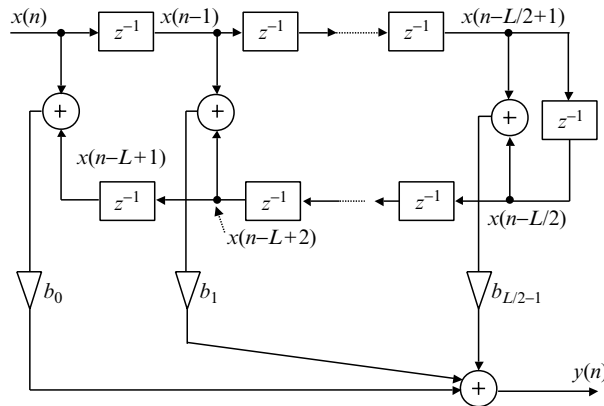 x(n) x(n−1) x(n−L/2+1)
z⁻¹ z⁻¹ z⁻¹
+ + +
z⁻¹
x(n−L+1)
z⁻¹ z⁻¹ z⁻¹
x(n−L+2) x(n−L/2)
b₀ b₁ b_{L/2−1}
+ y(n)